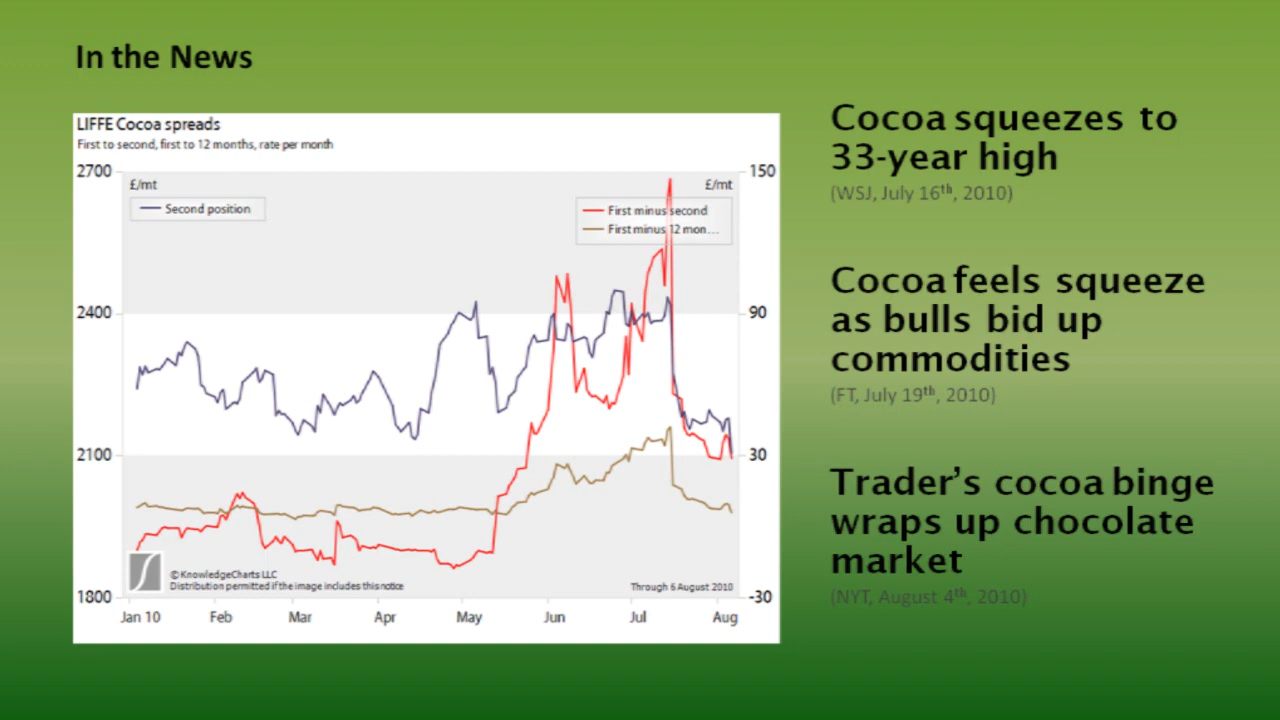 In the News
LIFFE Cocoa spreads
First to second, first to 12 months, rate per month
2700
150
£/mt
£/mt
Second position
First minus second
First minus 12 mon...
2400
90
2100
30
©KnowledgeCharts LLC
Distribution permitted if the image includes this notice
Through 6 August 2010
1800
-30
Jan 10 Feb Mar Apr May Jun Jul Aug
Cocoa squeezes to
33-year high
(WSJ, July 16th, 2010)
Cocoa feels squeeze
as bulls bid up
commodities
(FT, July 19th, 2010)
Trader's cocoa binge
wraps up chocolate
market
(NYT, August 4th, 2010)